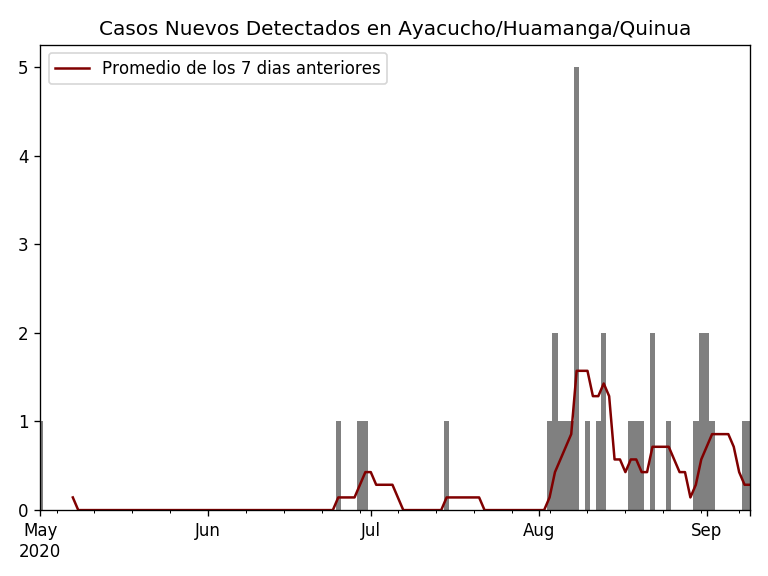 Casos Nuevos Detectados en Ayacucho/Huamanga/Quinua
Promedio de los 7 dias anteriores
5
4
3
2
1
0
May Jun Jul Aug Sep
2020